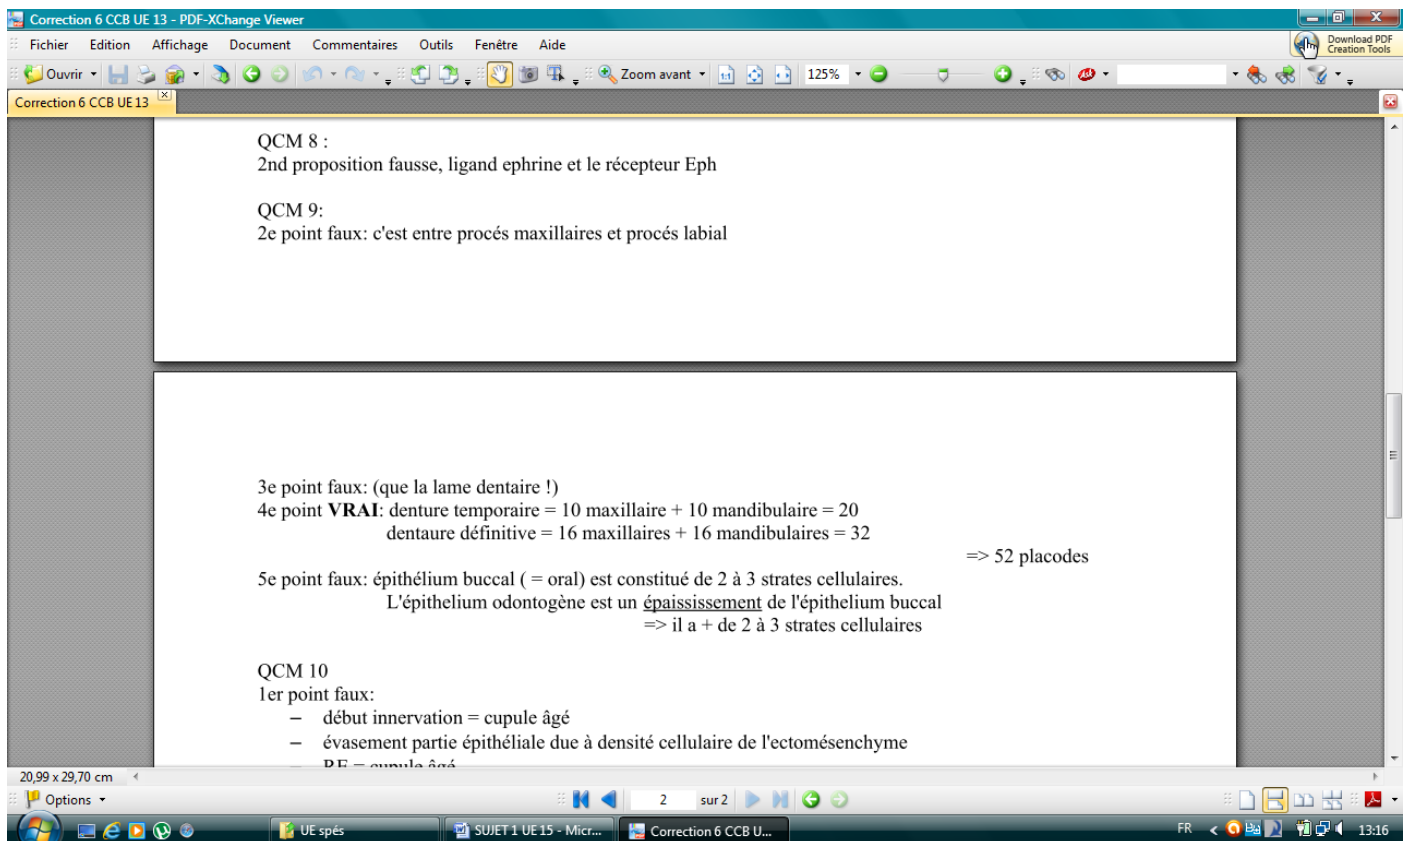 Correction 6 CCB UE 13 - PDF-XChange Viewer
Fichier Edition Affichage Document Commentaires Outils Fenêtre Aide
Download PDF
Creation Tools
Ouvrir Zoom avant 125%
Correction 6 CCB UE 13
QCM 8 :
2nd proposition fausse, ligand ephrine et le récepteur Eph
QCM 9:
2e point faux: c'est entre procés maxillaires et procés labial
3e point faux: (que la lame dentaire !)
4e point VRAI: denture temporaire = 10 maxillaire + 10 mandibulaire = 20
dentaure définitive = 16 maxillaires + 16 mandibulaires = 32
=> 52 placodes
5e point faux: épithélium buccal ( = oral) est constitué de 2 à 3 strates cellulaires.
L'épithelium odontogène est un épaississement de l'épithelium buccal
=> il a + de 2 à 3 strates cellulaires
QCM 10
1er point faux:
– début innervation = cupule âgé
– évasement partie épithéliale due à densité cellulaire de l'ectomésenchyme
– RE = cupule âgé
20,99 x 29,70 cm
Options 2 sur 2
UE spés SUJET 1 UE 15 - Micr... Correction 6 CCB U... FR 13:16